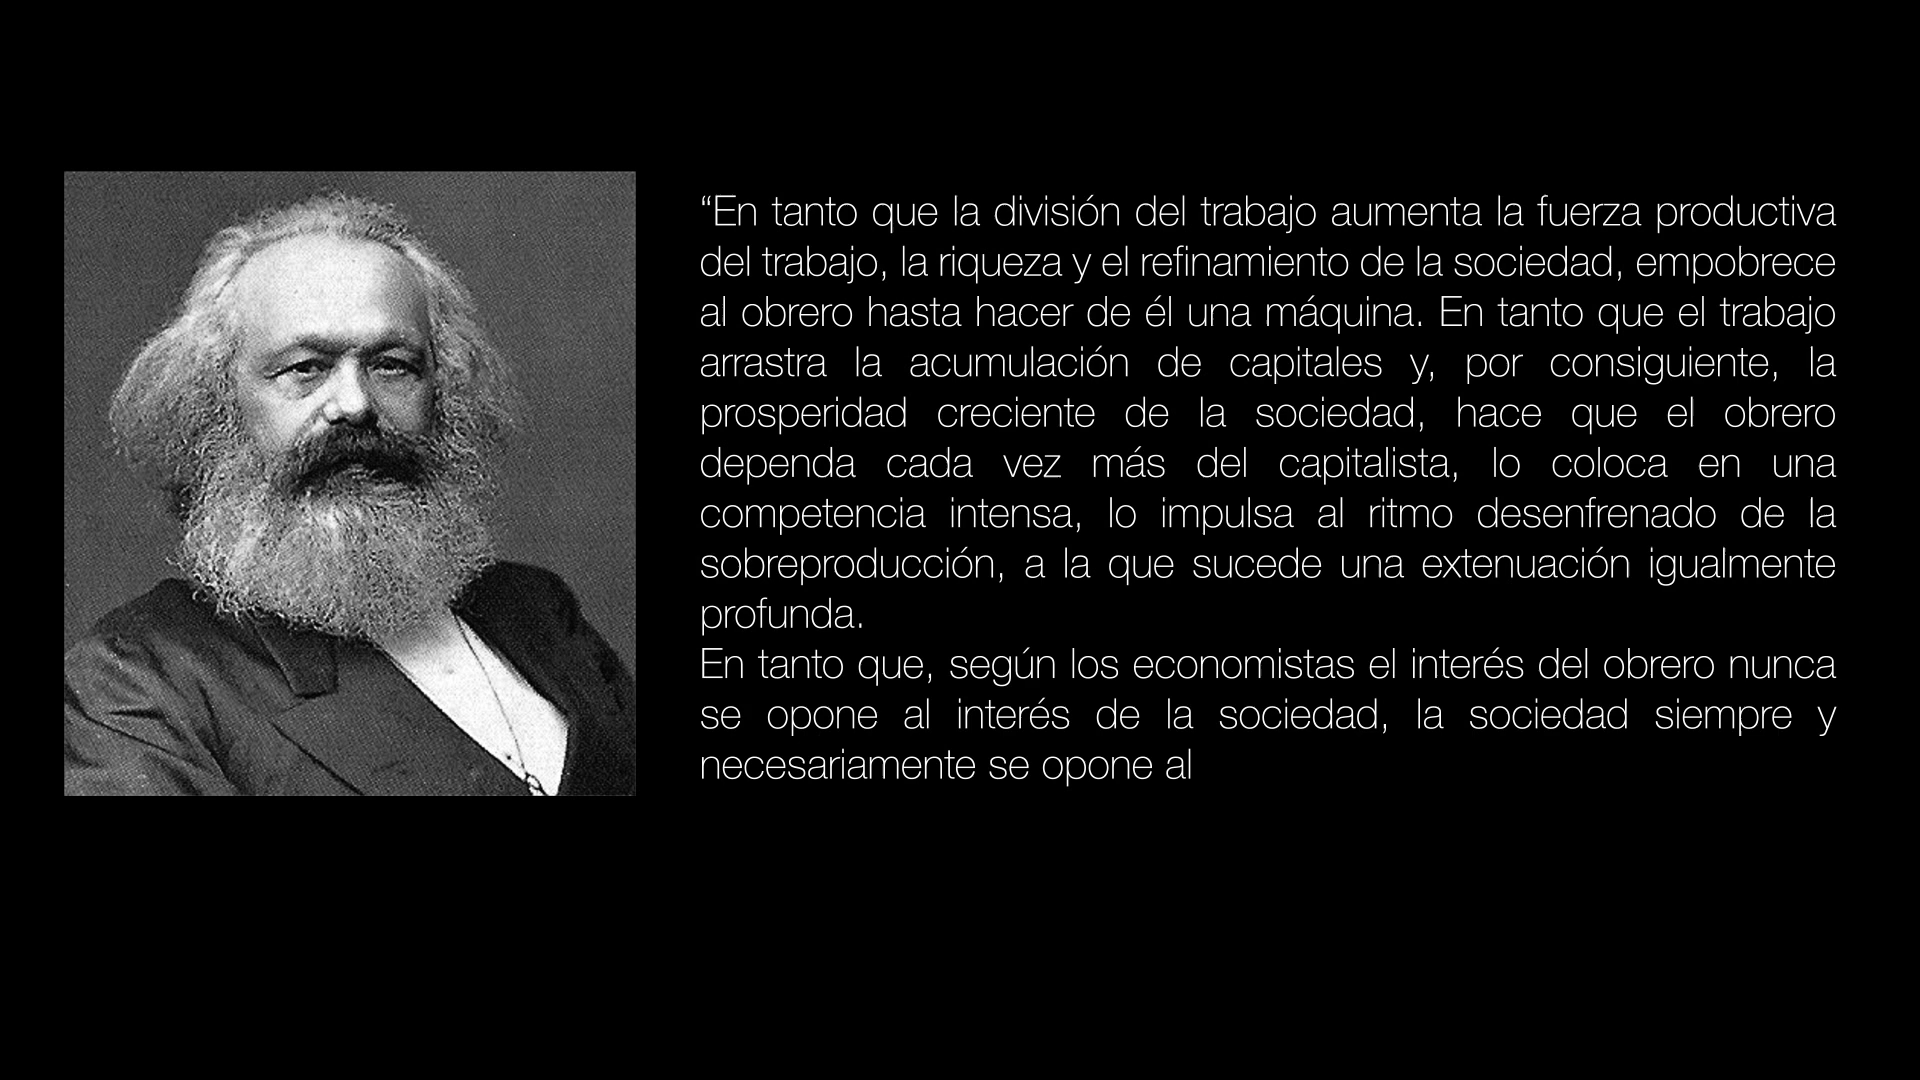 “En tanto que la división del trabajo aumenta la fuerza productiva
del trabajo, la riqueza y el refinamiento de la sociedad, empobrece
al obrero hasta hacer de él una máquina. En tanto que el trabajo
arrastra la acumulación de capitales y, por consiguiente, la
prosperidad creciente de la sociedad, hace que el obrero
dependa cada vez más del capitalista, lo coloca en una
competencia intensa, lo impulsa al ritmo desenfrenado de la
sobreproducción, a la que sucede una extenuación igualmente
profunda.
En tanto que, según los economistas el interés del obrero nunca
se opone al interés de la sociedad, la sociedad siempre y
necesariamente se opone al